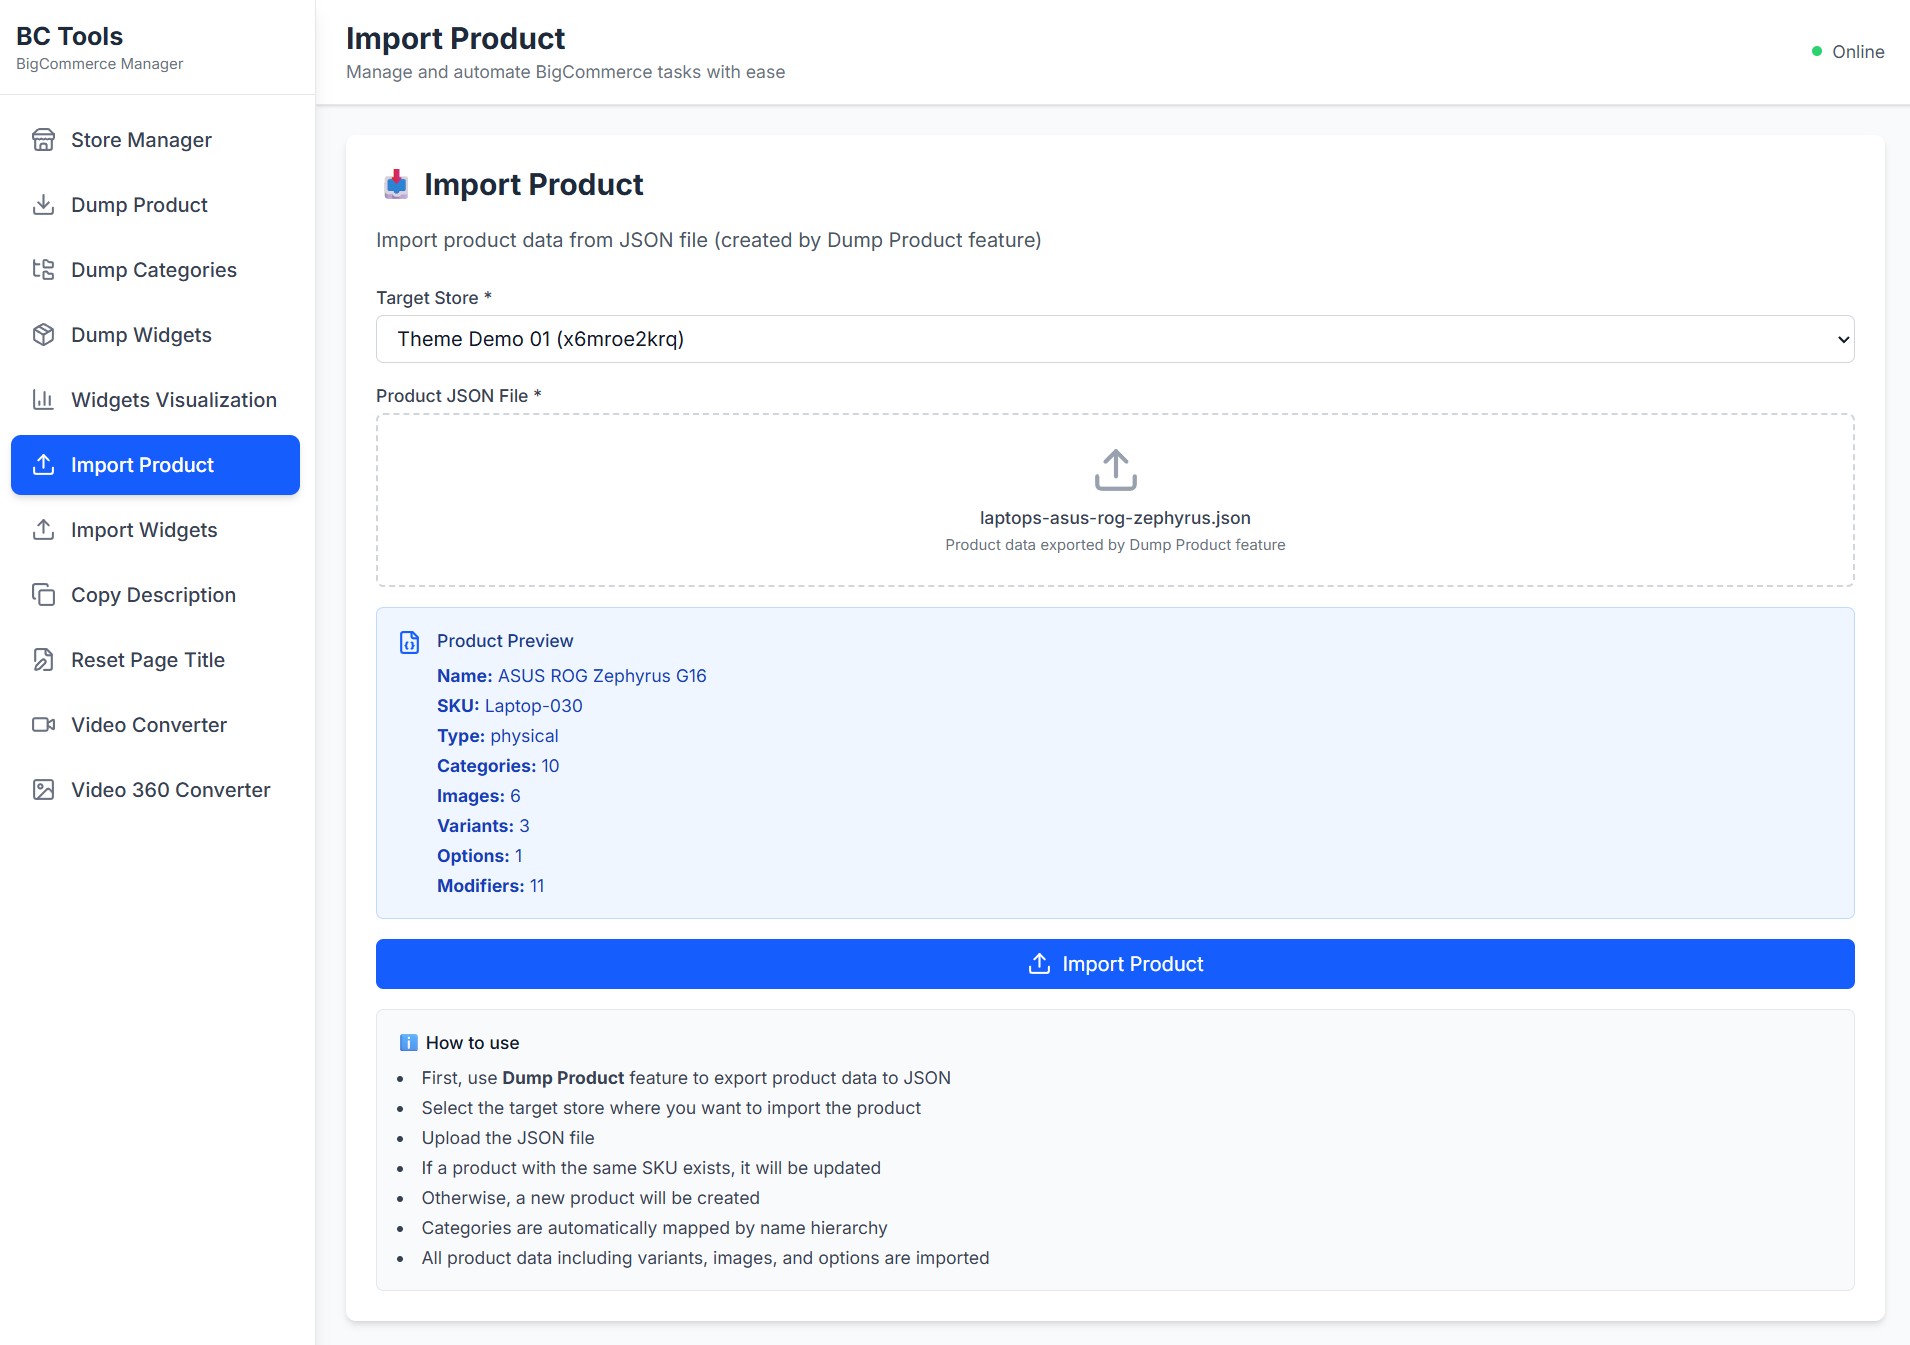 BC Tools
BigCommerce Manager
Store Manager
Dump Product
Dump Categories
Dump Widgets
Widgets Visualization
Import Product
Import Widgets
Copy Description
Reset Page Title
Video Converter
Video 360 Converter
Import Product
Manage and automate BigCommerce tasks with ease
Online
Import Product
Import product data from JSON file (created by Dump Product feature)
Target Store *
Theme Demo 01 (x6mroe2krq)
Product JSON File *
laptops-asus-rog-zephyrus.json
Product data exported by Dump Product feature
Product Preview
Name: ASUS ROG Zephyrus G16
SKU: Laptop-030
Type: physical
Categories: 10
Images: 6
Variants: 3
Options: 1
Modifiers: 11
Import Product
How to use
First, use Dump Product feature to export product data to JSON
Select the target store where you want to import the product
Upload the JSON file
If a product with the same SKU exists, it will be updated
Otherwise, a new product will be created
Categories are automatically mapped by name hierarchy
All product data including variants, images, and options are imported